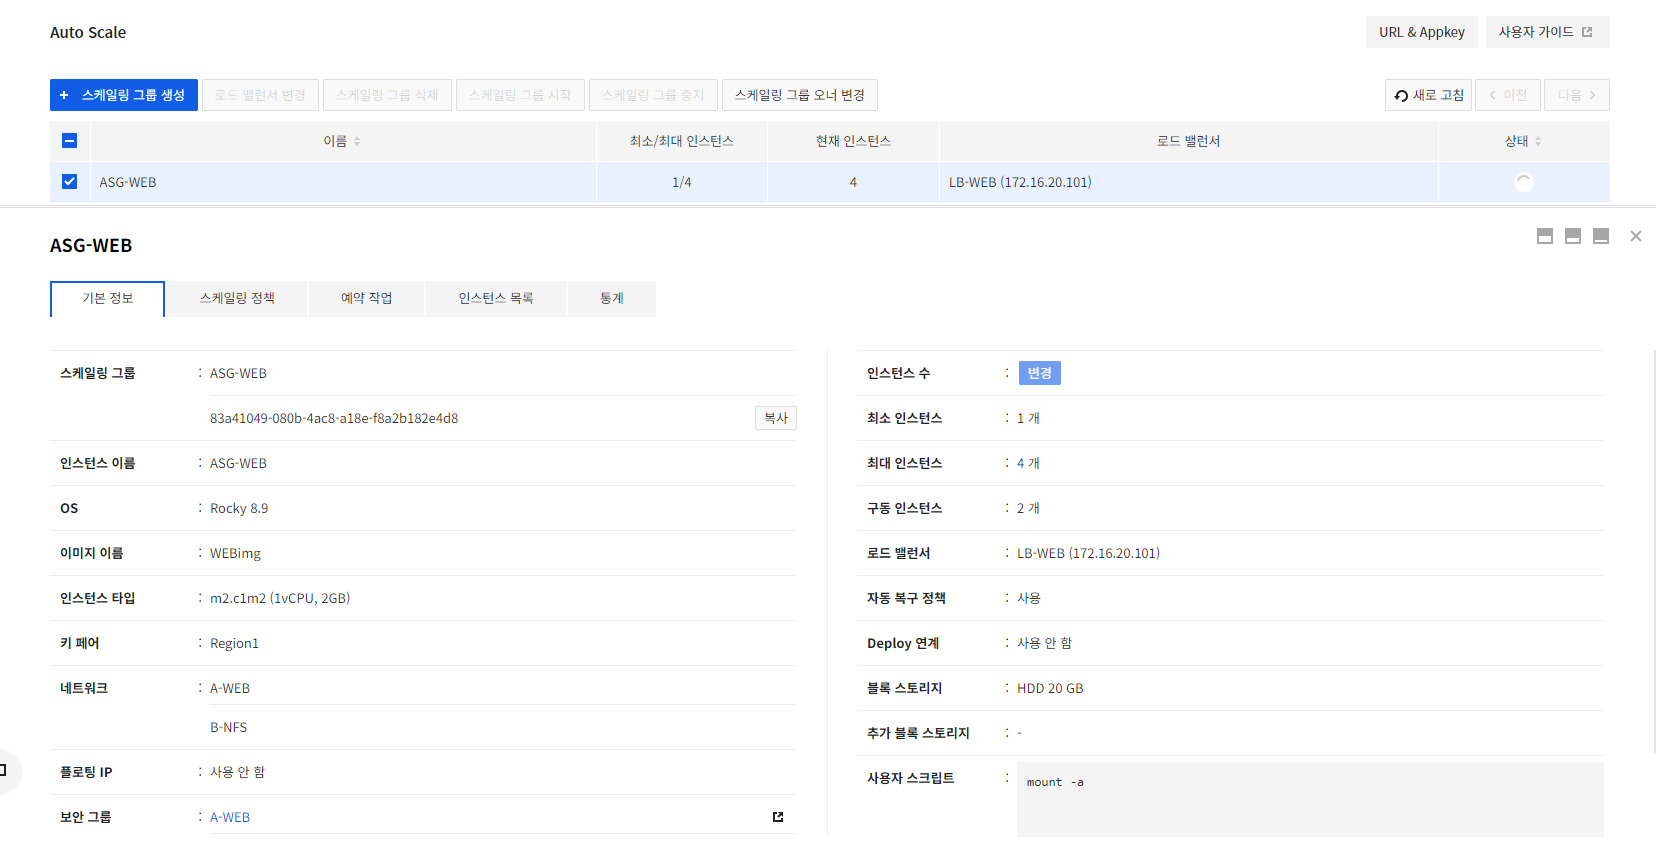 Auto Scale
URL & Appkey
사용자 가이드
+ 스케일링 그룹 생성
로드 밸런서 변경
스케일링 그룹 삭제
스케일링 그룹 시작
스케일링 그룹 중지
스케일링 그룹 오너 변경
새로 고침
< 이전
다음 >
이름
최소/최대 인스턴스
현재 인스턴스
로드 밸런서
상태
ASG-WEB
1/4
4
LB-WEB (172.16.20.101)
ASG-WEB
기본 정보
스케일링 정책
예약 작업
인스턴스 목록
통계
스케일링 그룹 : ASG-WEB
83a41049-080b-4ac8-a18e-f8a2b182e4d8
복사
인스턴스 이름 : ASG-WEB
OS : Rocky 8.9
이미지 이름 : WEBimg
인스턴스 타입 : m2.c1m2 (1vCPU, 2GB)
키 페어 : Region1
네트워크 : A-WEB
B-NFS
플로팅 IP : 사용 안 함
보안 그룹 : A-WEB
인스턴스 수 : 변경
최소 인스턴스 : 1 개
최대 인스턴스 : 4 개
구동 인스턴스 : 2 개
로드 밸런서 : LB-WEB (172.16.20.101)
자동 복구 정책 : 사용
Deploy 연계 : 사용 안 함
블록 스토리지 : HDD 20 GB
추가 블록 스토리지 : -
사용자 스크립트 : mount -a